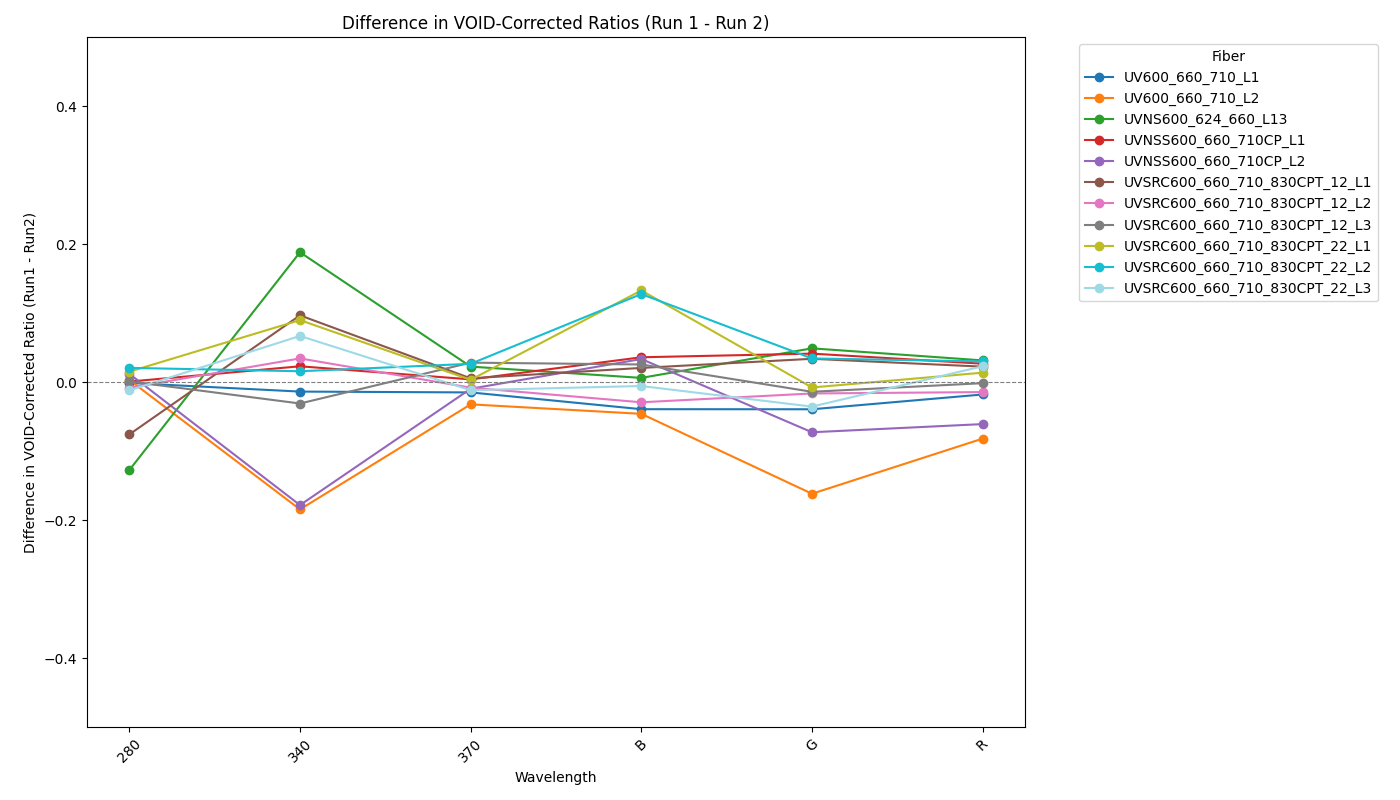 Difference in VOID-Corrected Ratios (Run 1 - Run 2)
Difference in VOID-Corrected Ratio (Run1 - Run2)
0.4
0.2
0.0
−0.2
−0.4
280
340
370
B
G
R
Wavelength
Fiber
UV600_660_710_L1
UV600_660_710_L2
UVNS600_624_660_L13
UVNSS600_660_710CP_L1
UVNSS600_660_710CP_L2
UVSRC600_660_710_830CPT_12_L1
UVSRC600_660_710_830CPT_12_L2
UVSRC600_660_710_830CPT_12_L3
UVSRC600_660_710_830CPT_22_L1
UVSRC600_660_710_830CPT_22_L2
UVSRC600_660_710_830CPT_22_L3